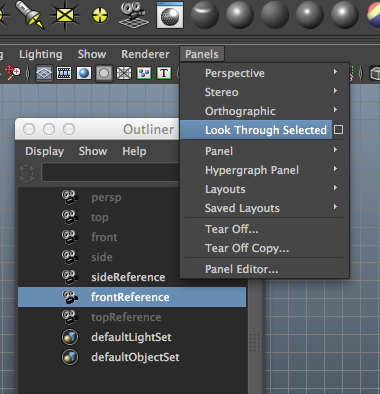 Lighting Show Renderer Panels
T
Perspective
Stereo
Orthographic
Look Through Selected
Panel
Hypergraph Panel
Layouts
Saved Layouts
Tear Off...
Tear Off Copy...
Panel Editor...
Outliner
Display Show Help
persp
top
front
side
sideReference
frontReference
topReference
defaultLightSet
defaultObjectSet